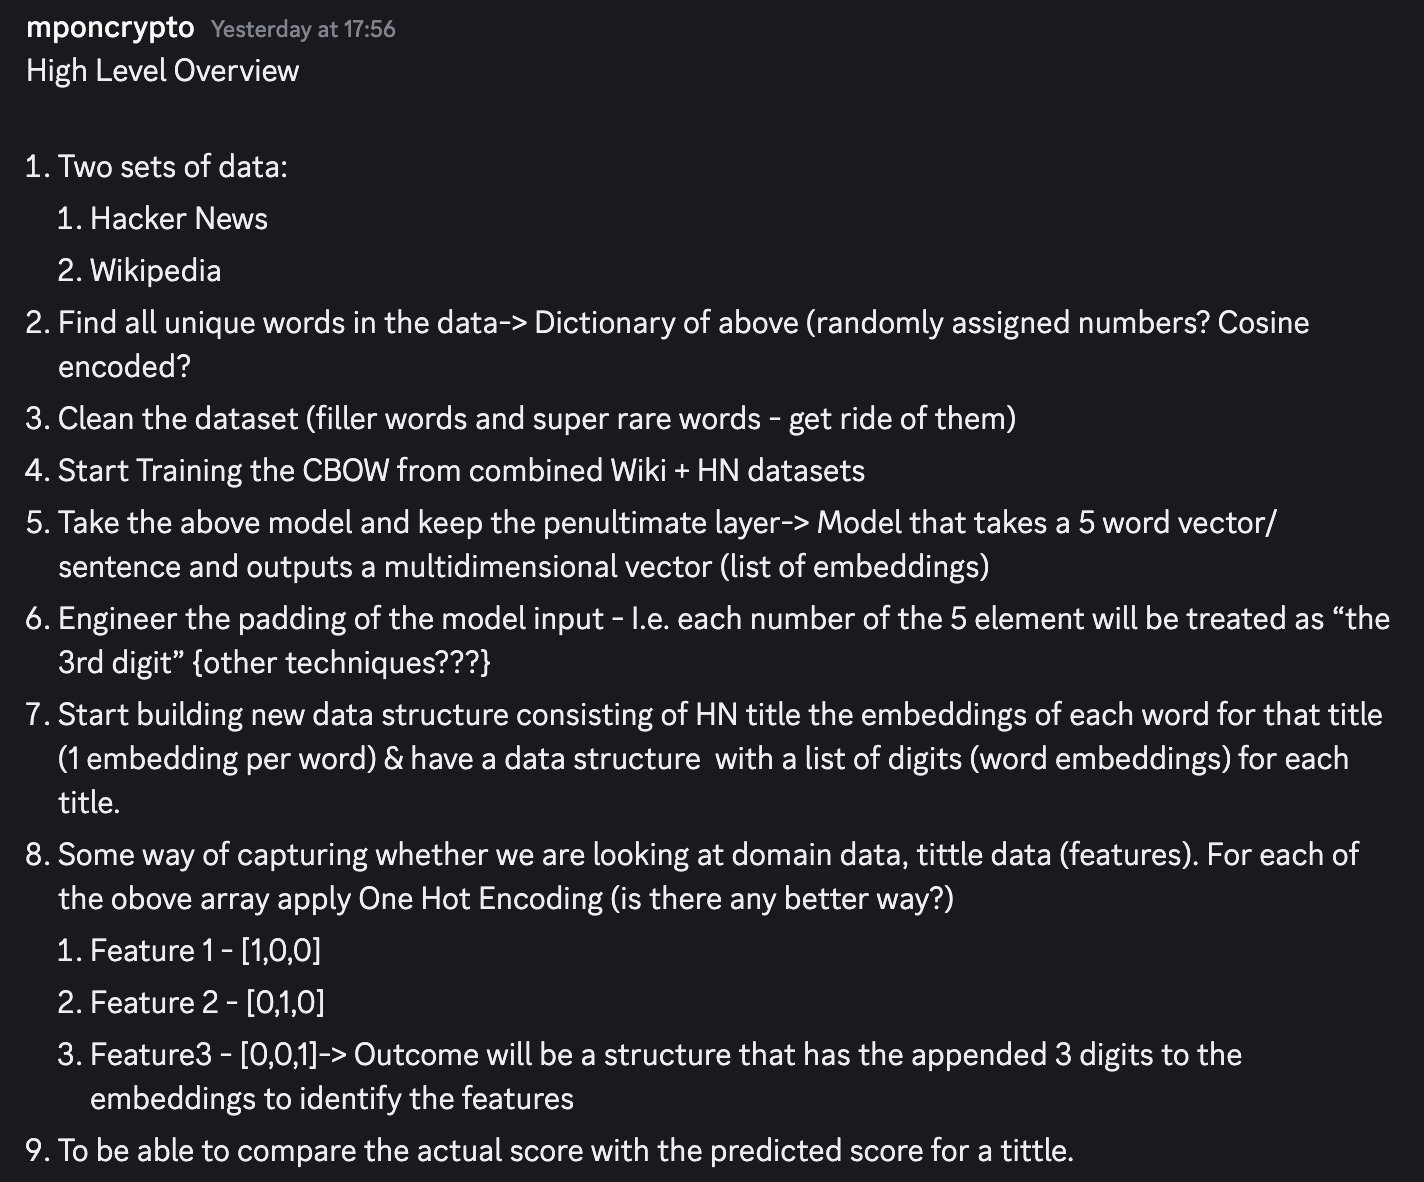 mponcrypto Yesterday at 17:56
High Level Overview
1. Two sets of data:
1. Hacker News
2. Wikipedia
2. Find all unique words in the data-> Dictionary of above (randomly assigned numbers? Cosine
encoded?
3. Clean the dataset (filler words and super rare words - get ride of them)
4. Start Training the CBOW from combined Wiki + HN datasets
5. Take the above model and keep the penultimate layer-> Model that takes a 5 word vector/
sentence and outputs a multidimensional vector (list of embeddings)
6. Engineer the padding of the model input - I.e. each number of the 5 element will be treated as “the
3rd digit” {other techniques???}
7. Start building new data structure consisting of HN title the embeddings of each word for that title
(1 embedding per word) & have a data structure  with a list of digits (word embeddings) for each
title.
8. Some way of capturing whether we are looking at domain data, tittle data (features). For each of
the obove array apply One Hot Encoding (is there any better way?)
1. Feature 1 - [1,0,0]
2. Feature 2 - [0,1,0]
3. Feature3 - [0,0,1]-> Outcome will be a structure that has the appended 3 digits to the
embeddings to identify the features
9. To be able to compare the actual score with the predicted score for a tittle.